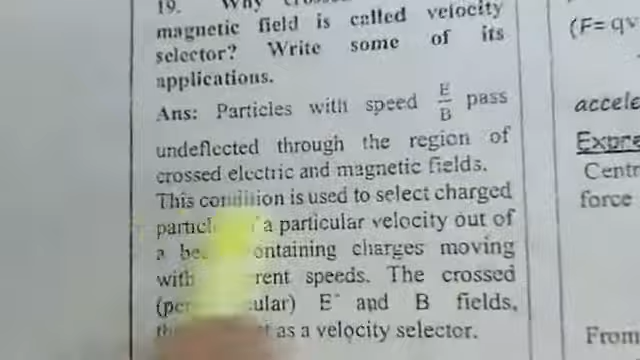 19. Why
magnetic field is called velocity
selector? Write some of its
applications.
Ans: Particles with speed E/B pass
undeflected through the region of
crossed electric and magnetic fields.
This condition is used to select charged
a particular velocity out of
a containing charges moving
with speeds. The crossed
E and B fields,
as a velocity selector.
(F= qv
accele
Expre
Centr
force
From